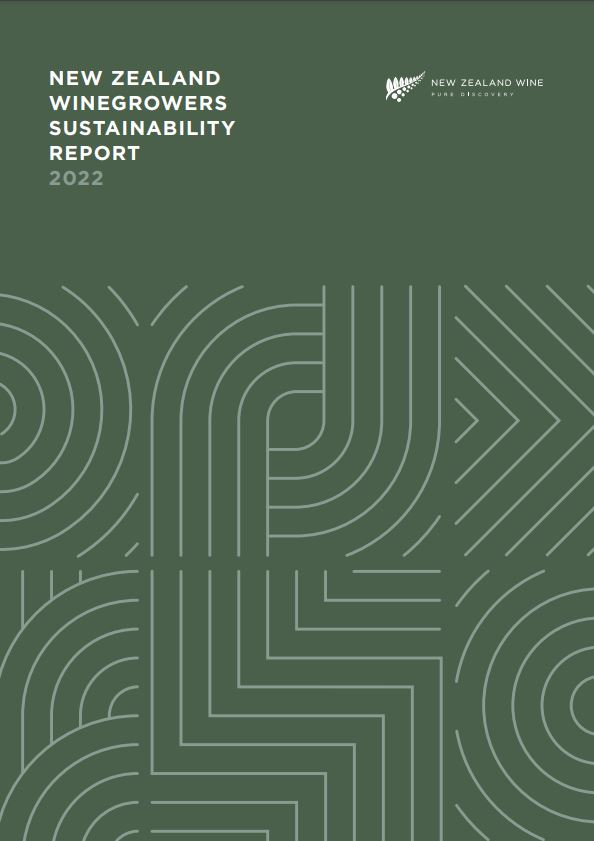 NEW ZEALAND
WINEGROWERS
SUSTAINABILITY
REPORT
2022
NEW ZEALAND WINE
PURE DISCOVERY